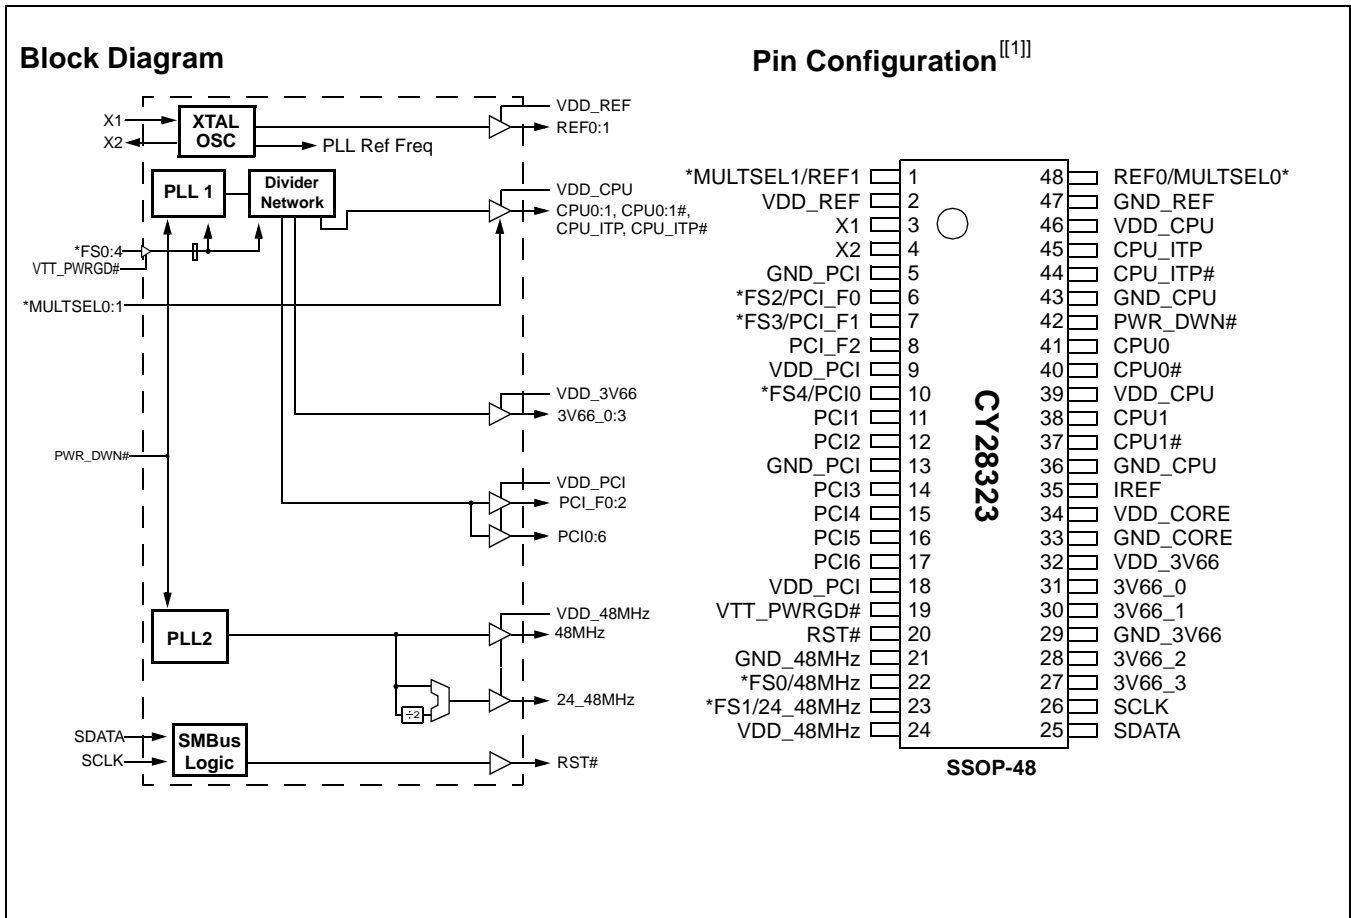 Block Diagram
Pin Configuration[[1]]
X1
X2
XTAL
OSC
VDD_REF
REF0:1
PLL Ref Freq
PLL 1
Divider
Network
VDD_CPU
CPU0:1, CPU0:1#,
CPU_ITP, CPU_ITP#
*FS0:4
VTT_PWRGD#
*MULTSEL0:1
VDD_3V66
3V66_0:3
PWR_DWN#
VDD_PCI
PCI_F0:2
PCI0:6
PLL2
VDD_48MHz
48MHz
÷2
24_48MHz
SDATA
SCLK
SMBus
Logic
RST#
*MULTSEL1/REF1 1 48 REF0/MULTSEL0*
VDD_REF 2 47 GND_REF
X1 3 46 VDD_CPU
X2 4 45 CPU_ITP
GND_PCI 5 44 CPU_ITP#
*FS2/PCI_F0 6 43 GND_CPU
*FS3/PCI_F1 7 42 PWR_DWN#
PCI_F2 8 41 CPU0
VDD_PCI 9 40 CPU0#
*FS4/PCI0 10 39 VDD_CPU
PCI1 11 38 CPU1
PCI2 12 37 CPU1#
GND_PCI 13 36 GND_CPU
PCI3 14 35 IREF
PCI4 15 34 VDD_CORE
PCI5 16 33 GND_CORE
PCI6 17 32 VDD_3V66
VDD_PCI 18 31 3V66_0
VTT_PWRGD# 19 30 3V66_1
RST# 20 29 GND_3V66
GND_48MHz 21 28 3V66_2
*FS0/48MHz 22 27 3V66_3
*FS1/24_48MHz 23 26 SCLK
VDD_48MHz 24 25 SDATA
CY28323
SSOP-48